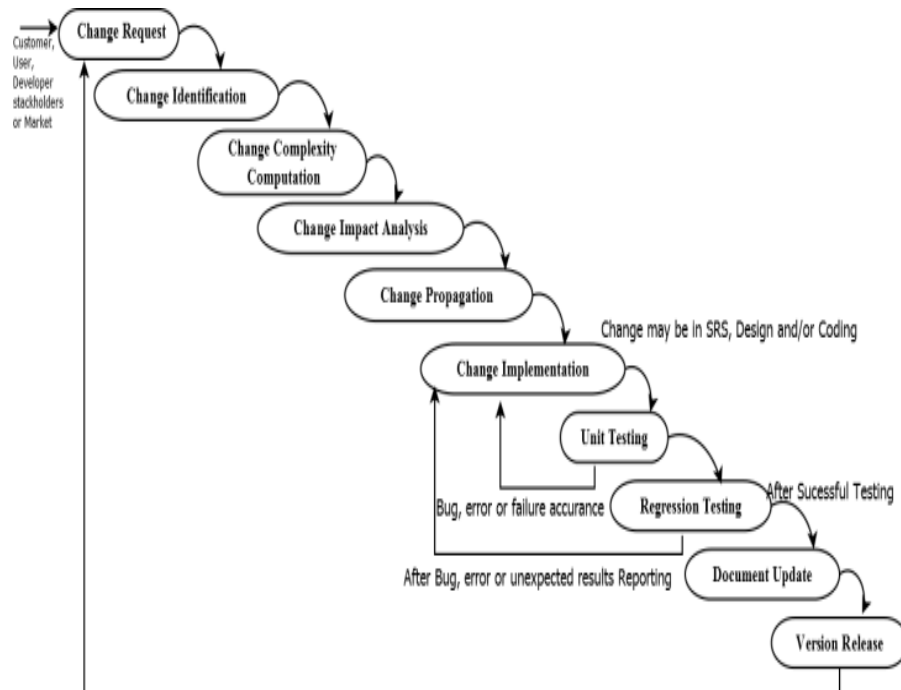 Change Request
Customer,
User,
Developer
stackholders
or Market
Change Identification
Change Complexity
Computation
Change Impact Analysis
Change Propagation
Change may be in SRS, Design and/or Coding
Change Implementation
Unit Testing
After Sucessful Testing
Bug, error or failure accurance
Regression Testing
After Bug, error or unexpected results Reporting
Document Update
Version Release